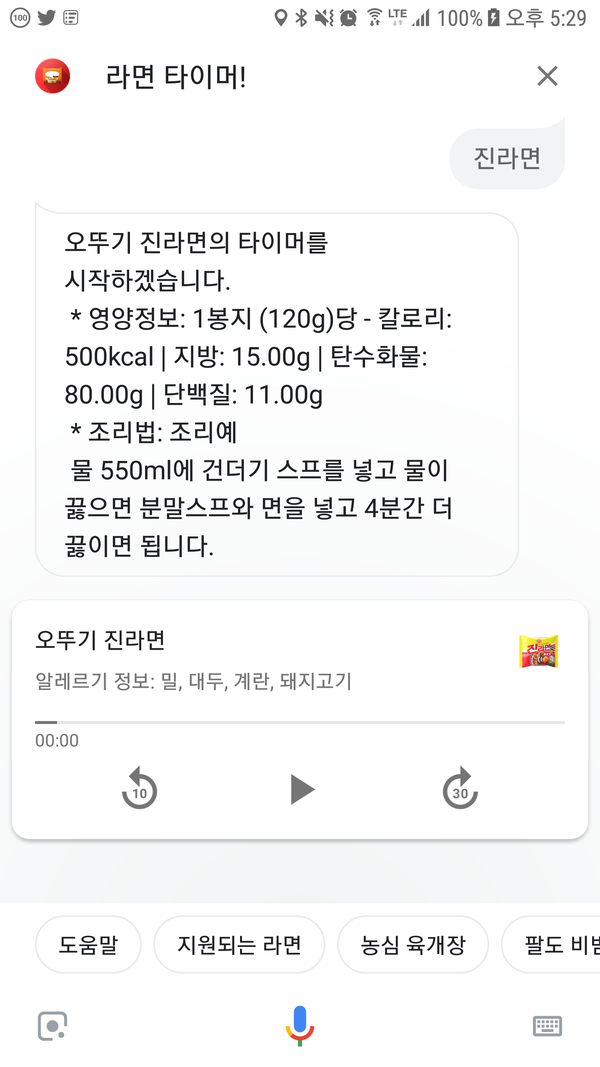 100 LTE 100% 오후 5:29
라면 타이머!
진라면
오뚜기 진라면의 타이머를
시작하겠습니다.
* 영양정보: 1봉지 (120g)당 - 칼로리:
500kcal | 지방: 15.00g | 탄수화물:
80.00g | 단백질: 11.00g
* 조리법: 조리예
물 550ml에 건더기 스프를 넣고 물이
끓으면 분말스프와 면을 넣고 4분간 더
끓이면 됩니다.
오뚜기 진라면
알레르기 정보: 밀, 대두, 계란, 돼지고기
00:00
10 30
도움말 지원되는 라면 농심 육개장 팔도 비빔